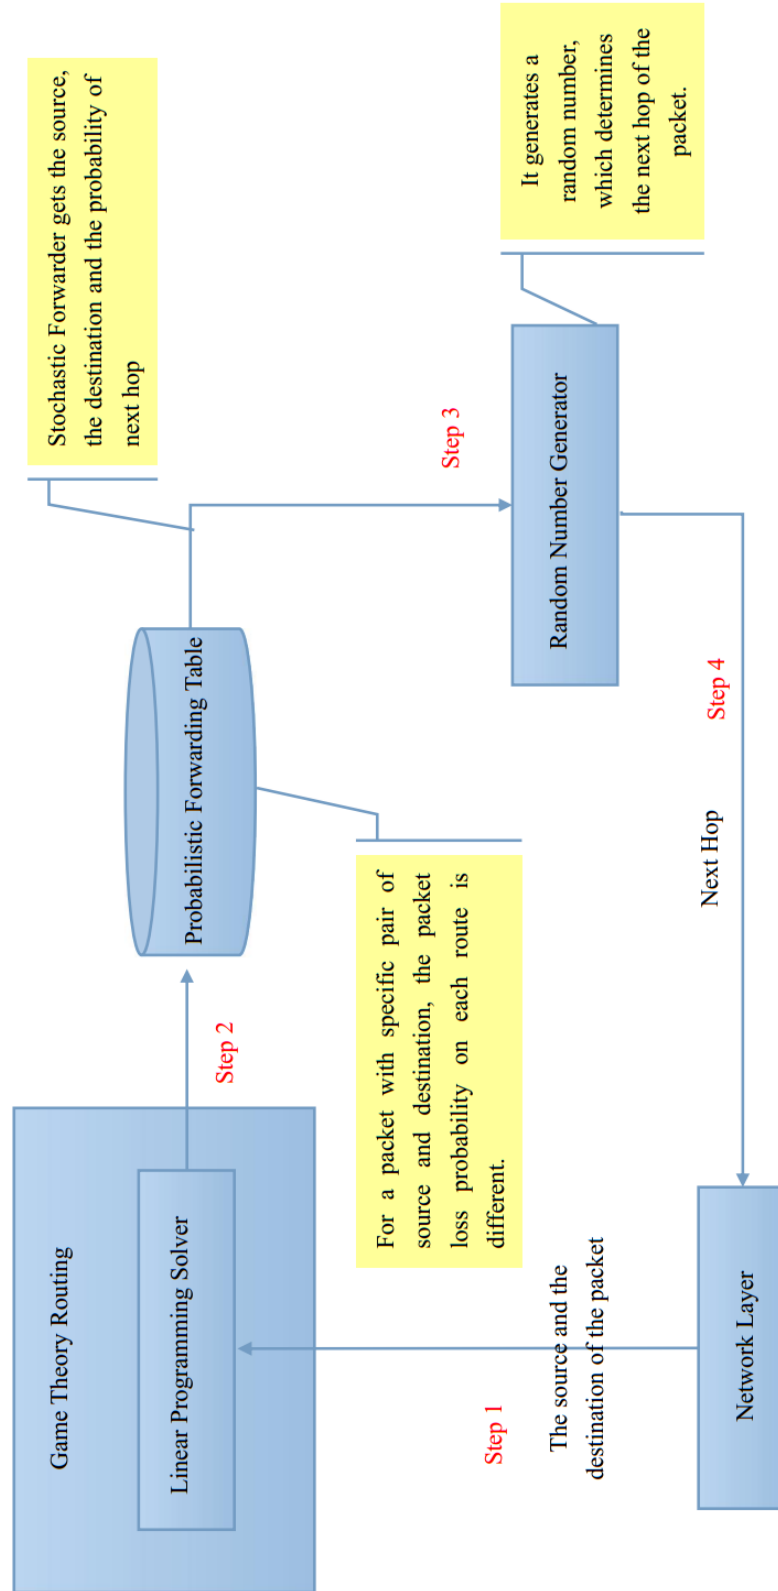 Game Theory Routing
Linear Programming Solver
Step 1
The source and the
destination of the packet
Network Layer
Step 2
Probabilistic Forwarding Table
For a packet with specific pair of
source and destination, the packet
loss probability on each route is
different.
Stochastic Forwarder gets the source,
the destination and the probability of
next hop
Step 3
Random Number Generator
It generates a
random number,
which determines
the next hop of the
packet.
Step 4
Next Hop